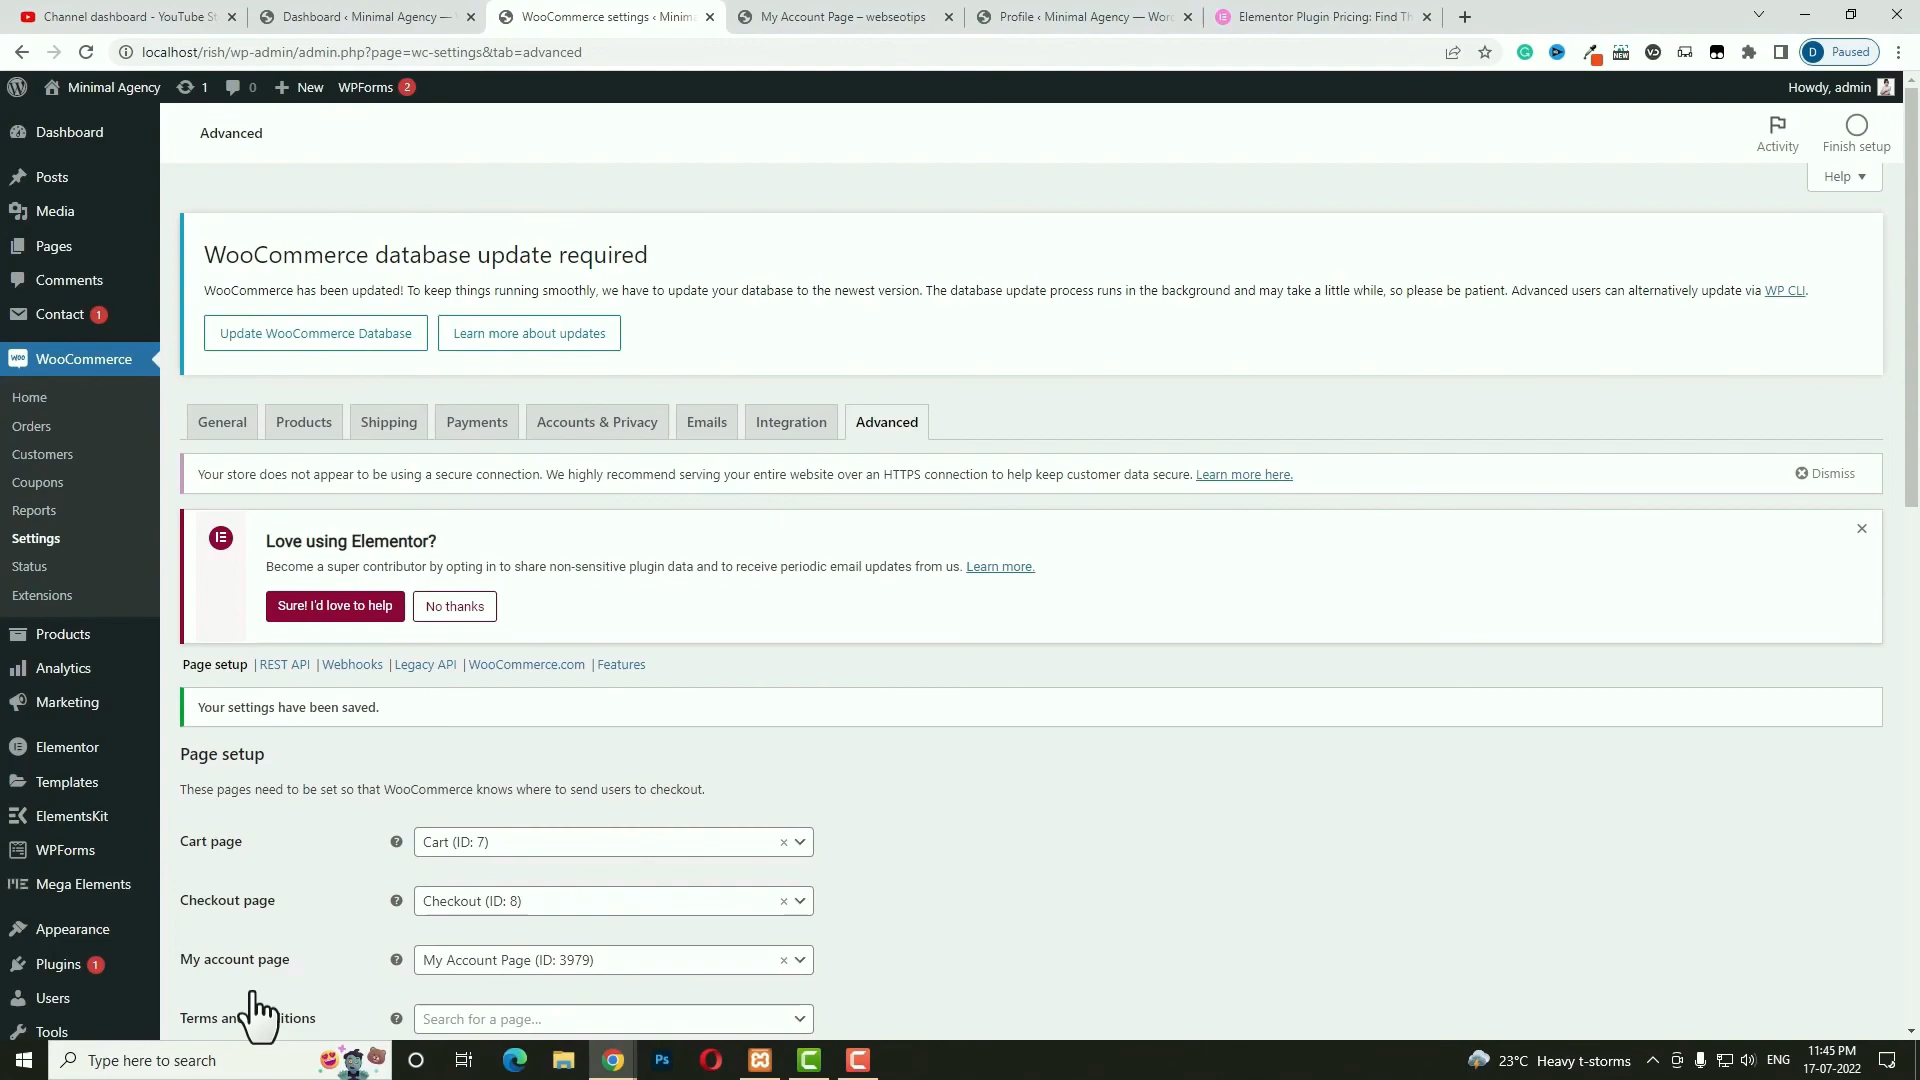 Channel dashboard - YouTube St
Dashboard ‹ Minimal Agency —
WooCommerce settings ‹ Minim
My Account Page – webseotips
Profile ‹ Minimal Agency — Word
Elementor Plugin Pricing: Find Th
localhost/rish/wp-admin/admin.php?page=wc-settings&tab=advanced
NEW
D Paused
Minimal Agency
1
0
New
WPForms 2
Howdy, admin
Dashboard
Posts
Media
Pages
Comments
Contact 1
WooCommerce
Home
Orders
Customers
Coupons
Reports
Settings
Status
Extensions
Products
Analytics
Marketing
Elementor
Templates
ElementsKit
WPForms
Mega Elements
Appearance
Plugins 1
Users
Tools
Advanced
Activity
Finish setup
Help
WooCommerce database update required
WooCommerce has been updated! To keep things running smoothly, we have to update your database to the newest version. The database update process runs in the background and may take a little while, so please be patient. Advanced users can alternatively update via WP CLI.
Update WooCommerce Database
Learn more about updates
General
Products
Shipping
Payments
Accounts & Privacy
Emails
Integration
Advanced
Your store does not appear to be using a secure connection. We highly recommend serving your entire website over an HTTPS connection to help keep customer data secure. Learn more here.
Dismiss
Love using Elementor?
Become a super contributor by opting in to share non-sensitive plugin data and to receive periodic email updates from us. Learn more.
Sure! I'd love to help
No thanks
Page setup | REST API | Webhooks | Legacy API | WooCommerce.com | Features
Your settings have been saved.
Page setup
These pages need to be set so that WooCommerce knows where to send users to checkout.
Cart page
Cart (ID: 7)
Checkout page
Checkout (ID: 8)
My account page
My Account Page (ID: 3979)
Terms an itions
Search for a page...
Type here to search
Ps
23°C Heavy t-storms
ENG
11:45 PM
17-07-2022